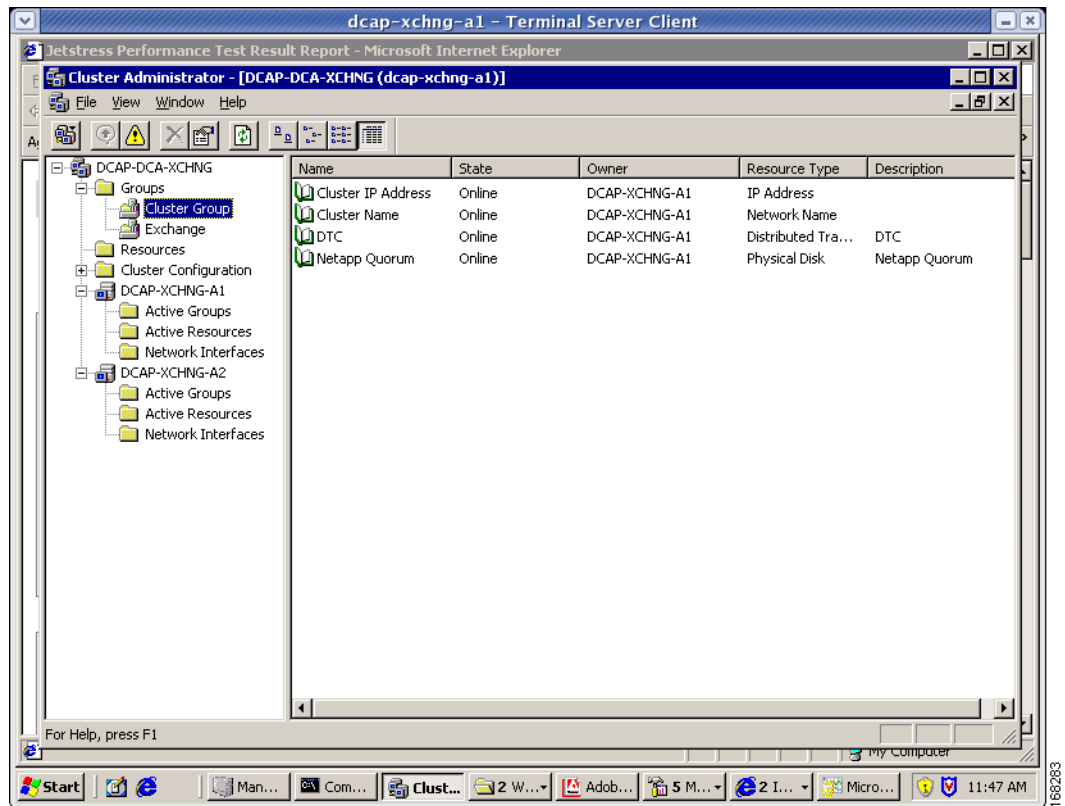 dcap-xchng-a1 – Terminal Server Client
Jetstress Performance Test Result Report - Microsoft Internet Explorer
Cluster Administrator - [DCAP-DCA-XCHNG (dcap-xchng-a1)]
File View Window Help
DCAP-DCA-XCHNG
Groups
Cluster Group
Exchange
Resources
Cluster Configuration
DCAP-XCHNG-A1
Active Groups
Active Resources
Network Interfaces
DCAP-XCHNG-A2
Active Groups
Active Resources
Network Interfaces
Name State Owner Resource Type Description
Cluster IP Address Online DCAP-XCHNG-A1 IP Address
Cluster Name Online DCAP-XCHNG-A1 Network Name
DTC Online DCAP-XCHNG-A1 Distributed Tra... DTC
Netapp Quorum Online DCAP-XCHNG-A1 Physical Disk Netapp Quorum
For Help, press F1
My Computer
Start Man... Com... Clust... 2 W... Adob... 5 M... 2 I... Micro... 11:47 AM
168283